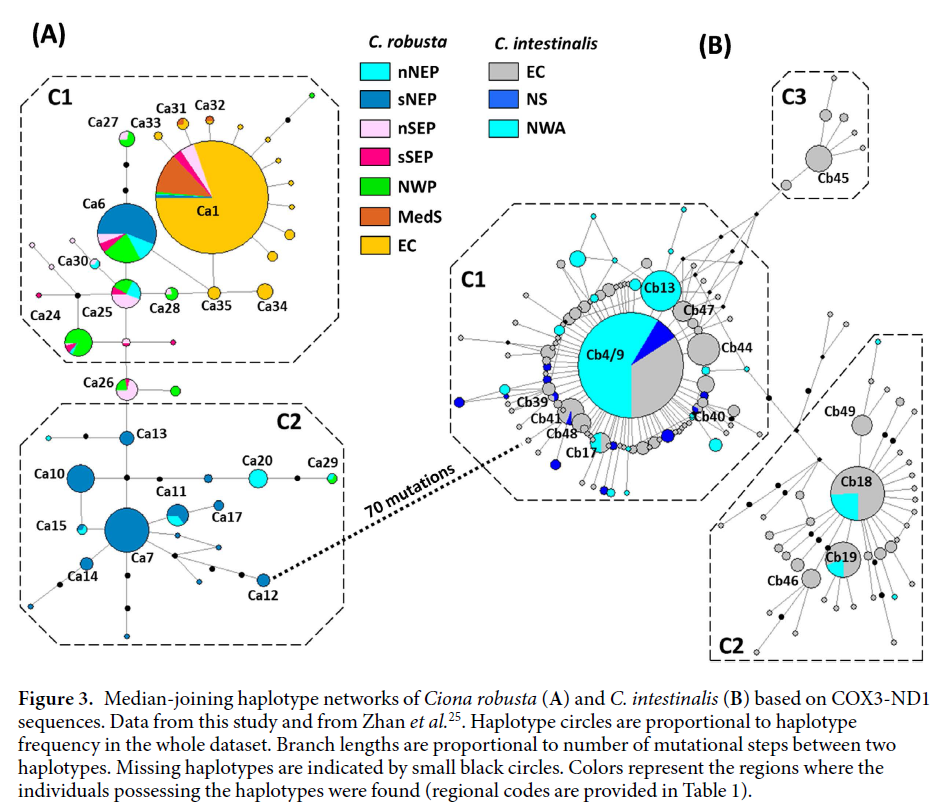 (A)
C. robusta
nNEP
sNEP
nSEP
sSEP
NWP
MedS
EC
C. intestinalis
EC
NS
NWA
(B)
C1
Ca27
Ca33
Ca31
Ca32
Ca6
Ca1
Ca30
Ca25
Ca28
Ca35
Ca34
Ca24
Ca26
C2
Ca13
Ca10
Ca20
Ca29
Ca11
Ca17
Ca15
Ca7
Ca14
Ca12
70 mutations
C3
Cb45
C1
Cb13
Cb47
Cb4/9
Cb44
Cb39
Cb41
Cb40
Cb48
Cb17
Cb49
Cb18
Cb19
Cb46
C2
Figure 3. Median-joining haplotype networks of Ciona robusta (A) and C. intestinalis (B) based on COX3-ND1
sequences. Data from this study and from Zhan et al.25. Haplotype circles are proportional to haplotype
frequency in the whole dataset. Branch lengths are proportional to number of mutational steps between two
haplotypes. Missing haplotypes are indicated by small black circles. Colors represent the regions where the
individuals possessing the haplotypes were found (regional codes are provided in Table 1).